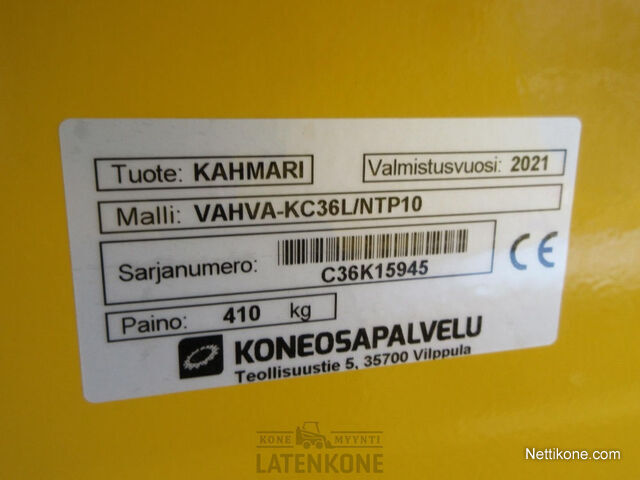 Tuote: KAHMARI Valmistusvuosi: 2021
Malli: VAHVA-KC36L/NTP10
Sarjanumero: C36K15945
Paino: 410 kg
CE
KONEOSAPALVELU
Teollisuustie 5, 35700 Vilppula
KONE MYYNTI
LATENKONE
Nettikone.com